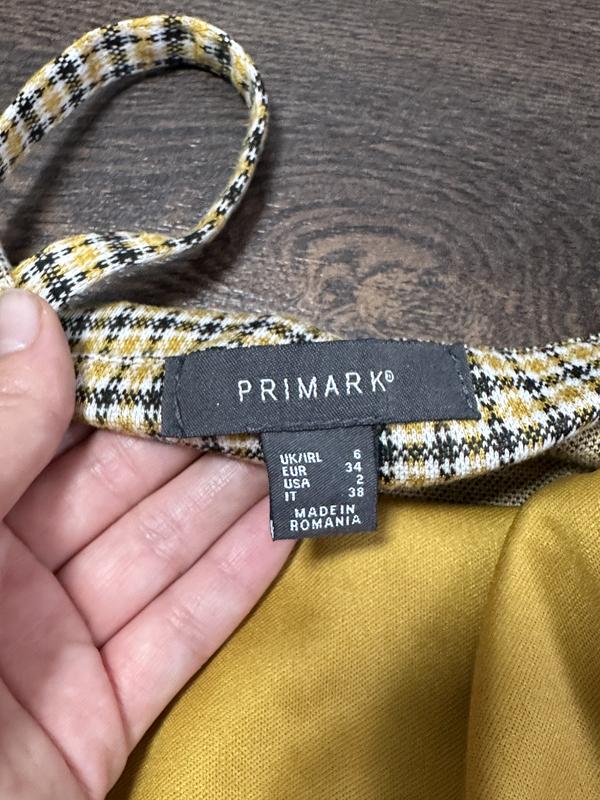 PRIMARK®
UK/IRL 6
EUR 34
USA 2
IT 38
MADE IN
ROMANIA